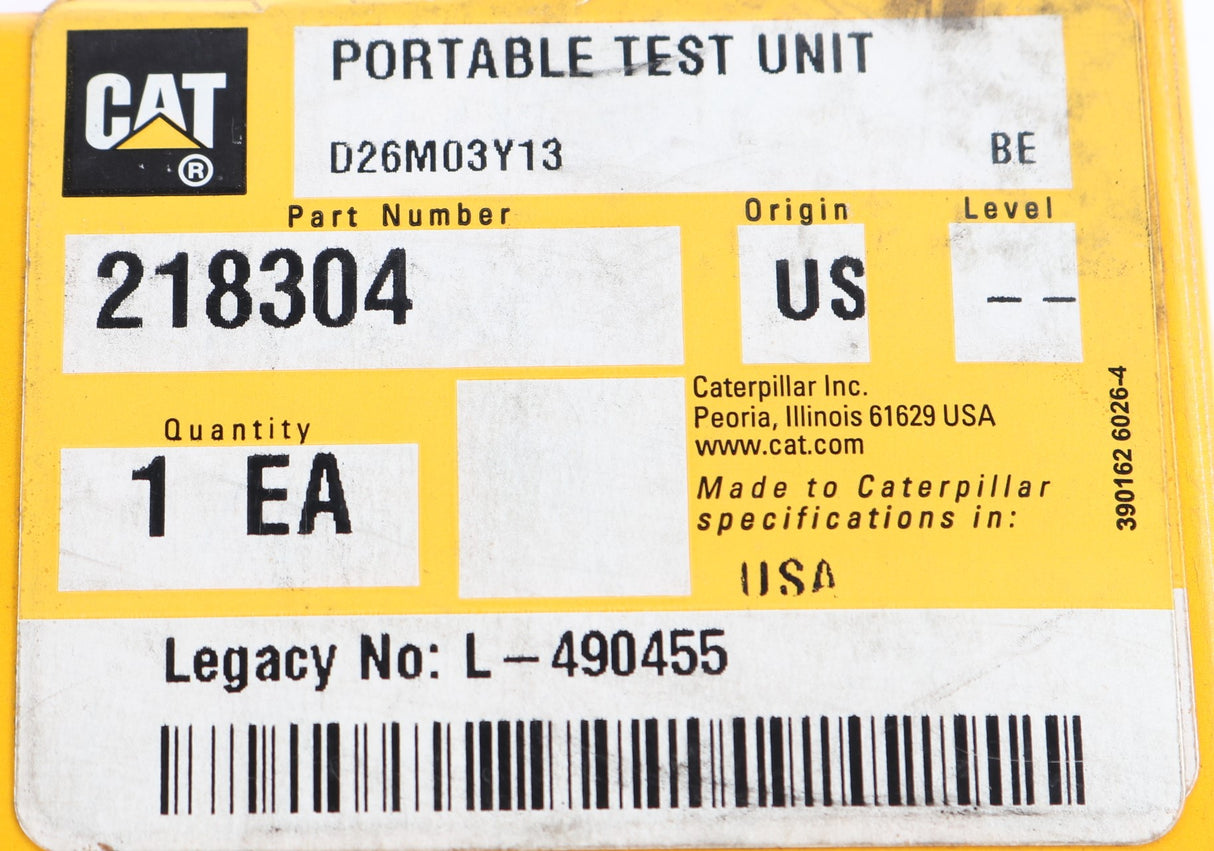 CAT
®
PORTABLE TEST UNIT
D26M03Y13 BE
Part Number Origin Level
218304 US --
Quantity
1 EA
Caterpillar Inc.
Peoria, Illinois 61629 USA
www.cat.com
Made to Caterpillar
specifications in:
USA
390162 6026-4
Legacy No: L-490455